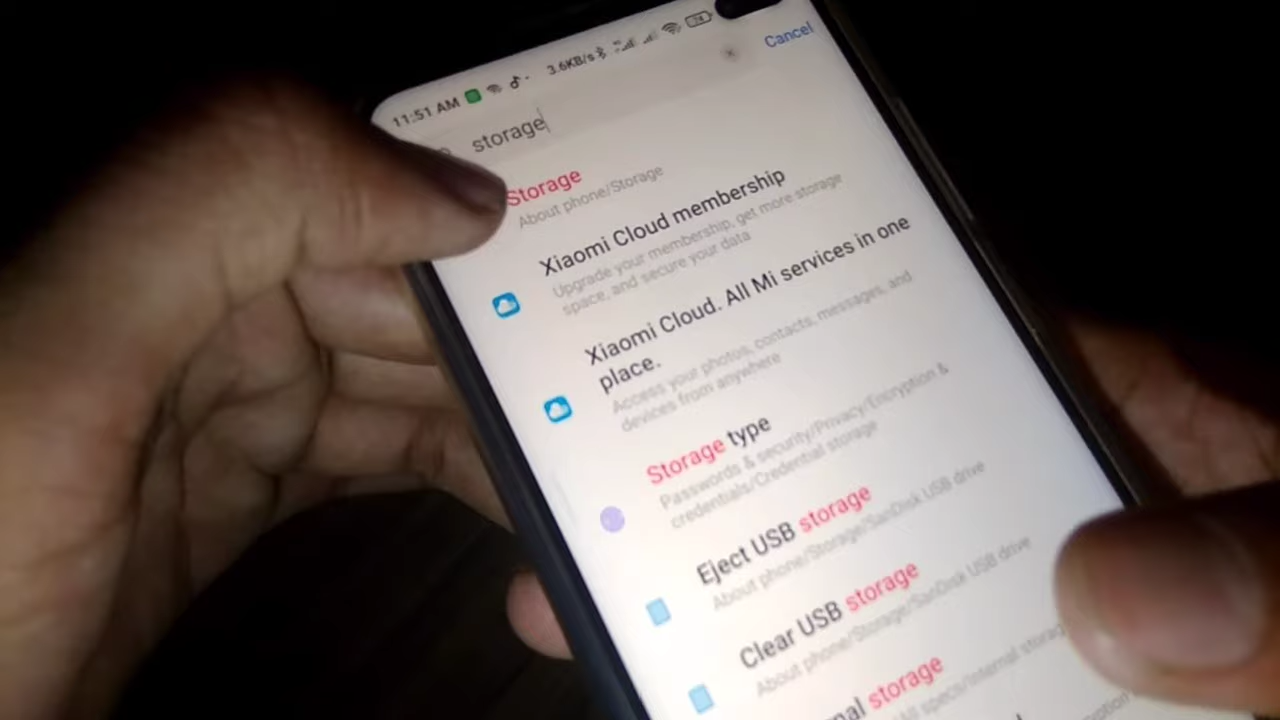 11:51 AM
3.6KB/s
storage
Cancel
Storage
About phone/Storage
Xiaomi Cloud membership
Upgrade your membership, get more storage
space, and secure your data
Xiaomi Cloud. All Mi services in one
place.
Access your photos, contacts, messages, and
devices from anywhere
Storage type
Passwords & security/Privacy/Encryption &
credentials/Credential storage
Eject USB storage
About phone/Storage/SanDisk USB drive
Clear USB storage
About phone/Storage/SanDisk USB drive
storage